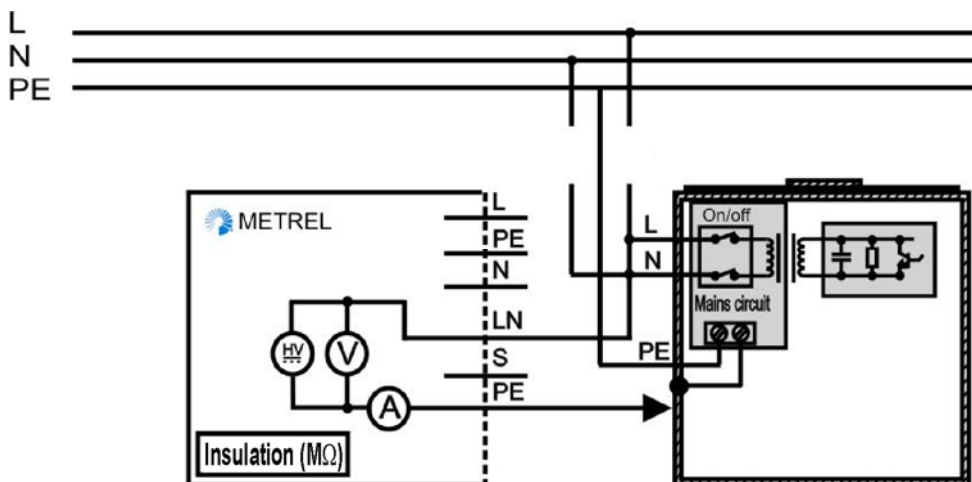 L
N
PE
METREL
L
PE
N
LN
S
PE
HV
V
A
Insulation (MΩ)
On/off
L
N
Mains circuit
PE